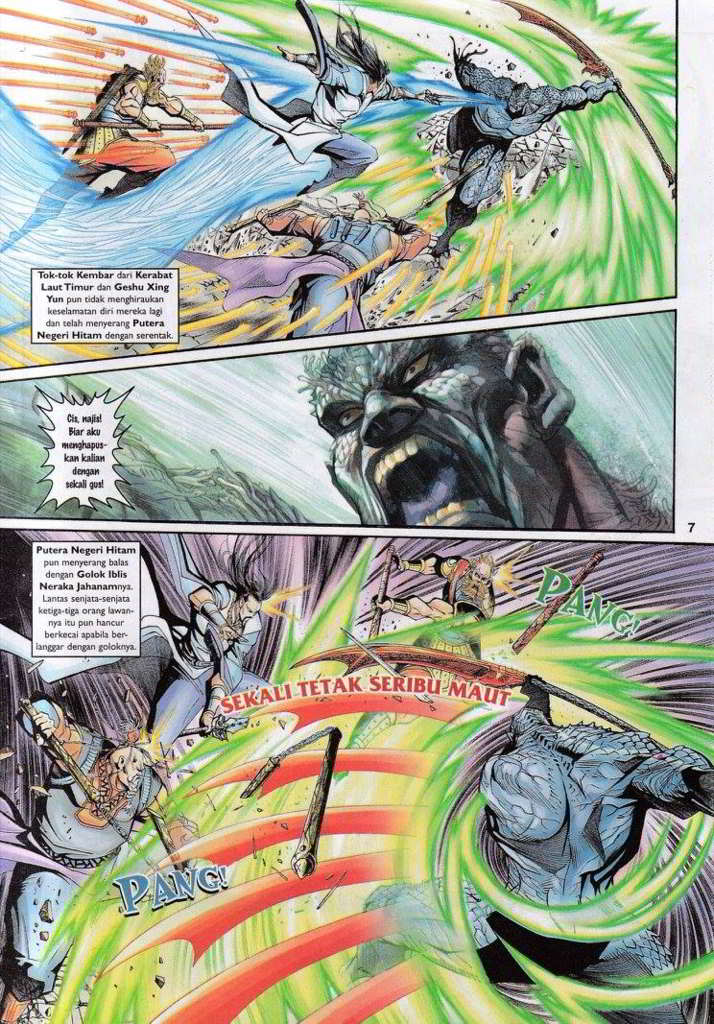 Tok-tok Kembar dari Kerabat
Laut Timur dan Geshu Xing
Yun pun tidak menghiraukan
keselamatan diri mereka lagi
dan telah menyerang Putera
Negeri Hitam dengan serentak.
Cis, najis!
Biar aku
menghapus-
kan kalian
dengan
sekali gus!
7
Putera Negeri Hitam
pun menyerang balas
dengan Golok Iblis
Neraka Jahanamnya.
Lantas senjata-senjata
ketiga-tiga orang lawan-
nya itu pun hancur
berkecai apabila ber-
langgar dengan goloknya.
PANG!
SEKALI TETAK SERIBU MAUT
PANG!